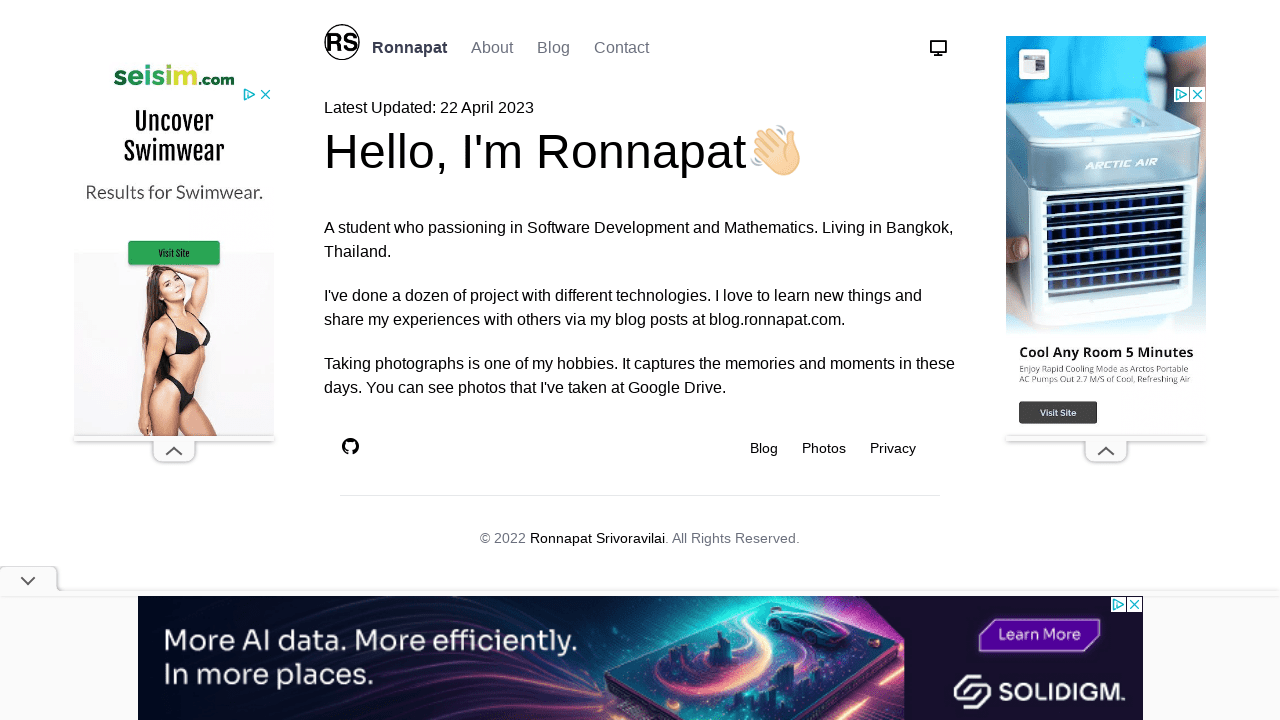 RS Ronnapat About Blog Contact
Latest Updated: 22 April 2023
Hello, I'm Ronnapat
A student who passioning in Software Development and Mathematics. Living in Bangkok,
Thailand.
I've done a dozen of project with different technologies. I love to learn new things and
share my experiences with others via my blog posts at blog.ronnapat.com.
Taking photographs is one of my hobbies. It captures the memories and moments in these
days. You can see photos that I've taken at Google Drive.
Blog Photos Privacy
© 2022 Ronnapat Srivoravilai. All Rights Reserved.
seisim.com
Uncover
Swimwear
Results for Swimwear.
Visit Site
ARCTIC AIR
Cool Any Room 5 Minutes
Enjoy Rapid Cooling Mode as Arctos Portable
AC Pumps Out 2.7 M/S of Cool, Refreshing Air
Visit Site
More AI data. More efficiently.
In more places.
Learn More
SOLIDIGM.